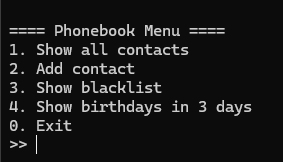 ==== Phonebook Menu ====
1. Show all contacts
2. Add contact
3. Show blacklist
4. Show birthdays in 3 days
0. Exit
>>